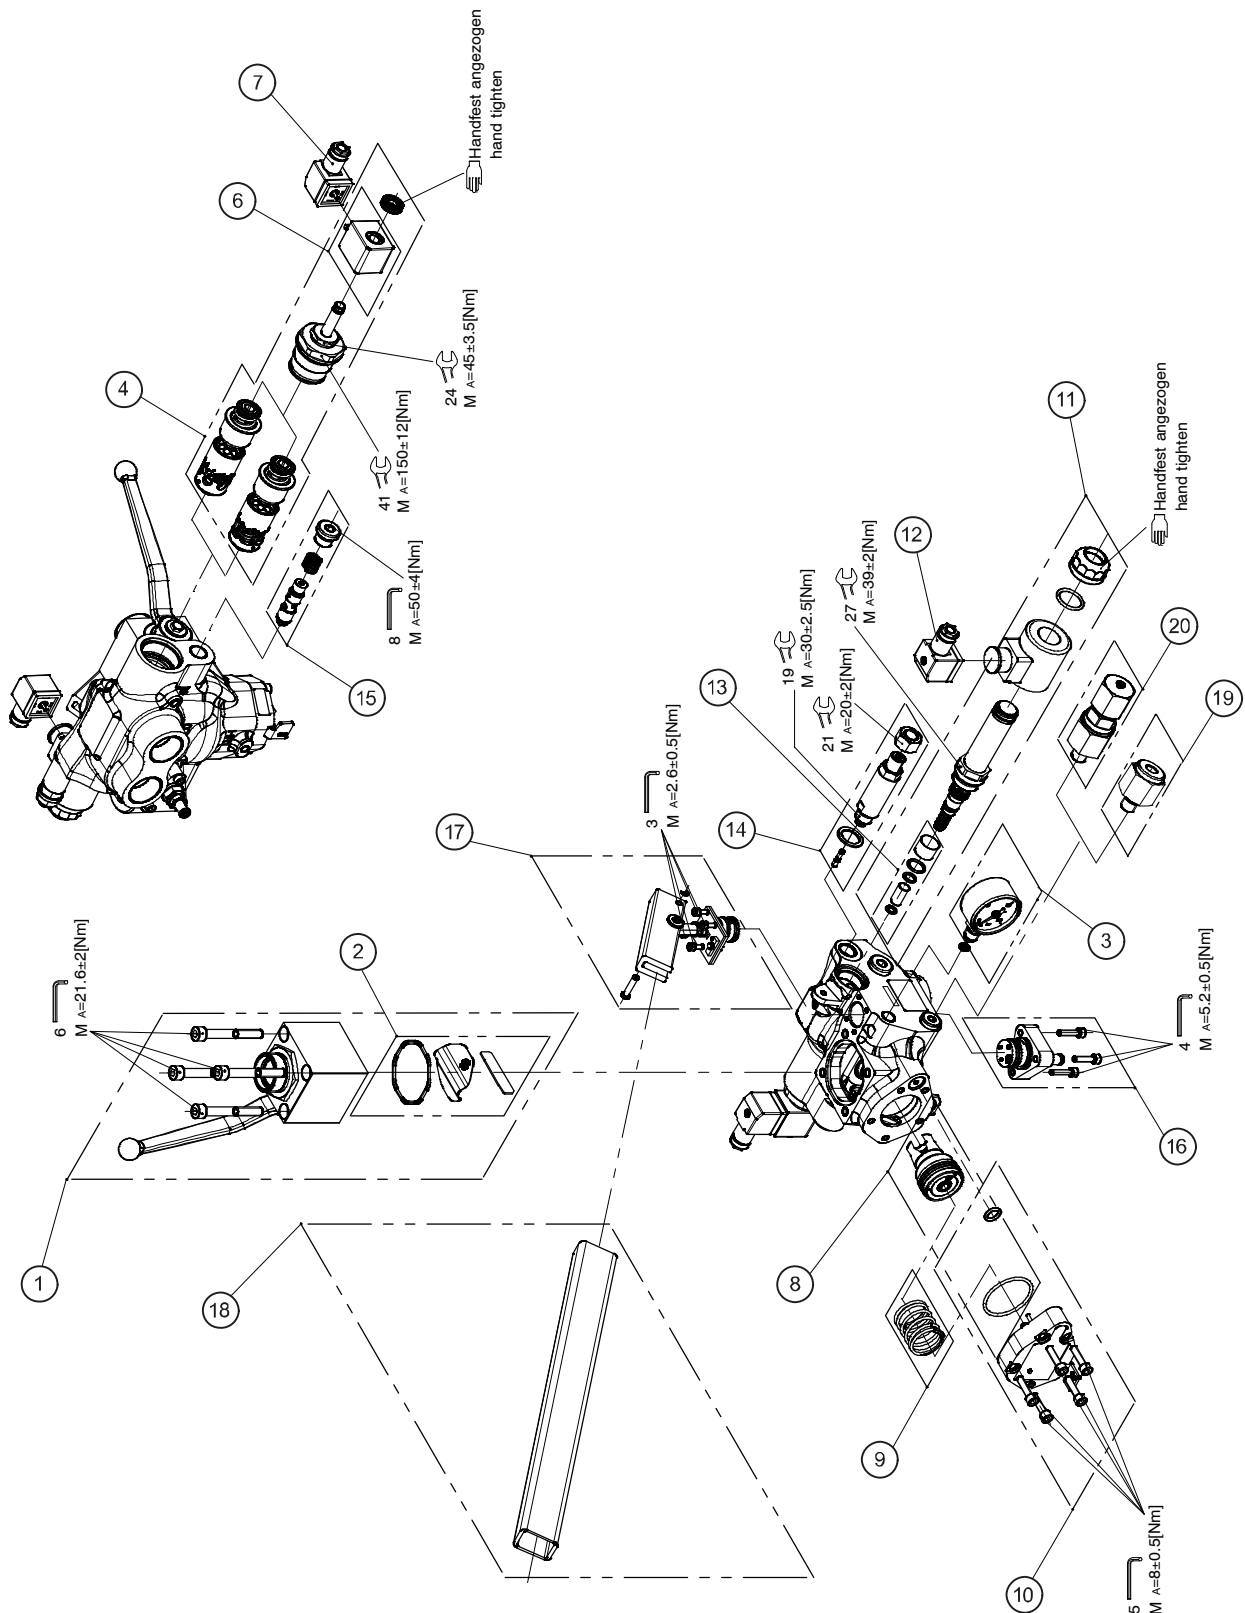 7
Handfest angezogen
hand tighten
6
24
M A=45±3.5[Nm]
4
41
M A=150±12[Nm]
8
M A=50±4[Nm]
15
11
Handfest angezogen
hand tighten
12
27
M A=39±2[Nm]
19
M A=30±2.5[Nm]
21
M A=20±2[Nm]
13
20
19
3
M A=2.6±0.5[Nm]
14
17
3
2
6
M A=21.6±2[Nm]
4
M A=5.2±0.5[Nm]
16
1
18
8
9
10
5
M A=8±0.5[Nm]